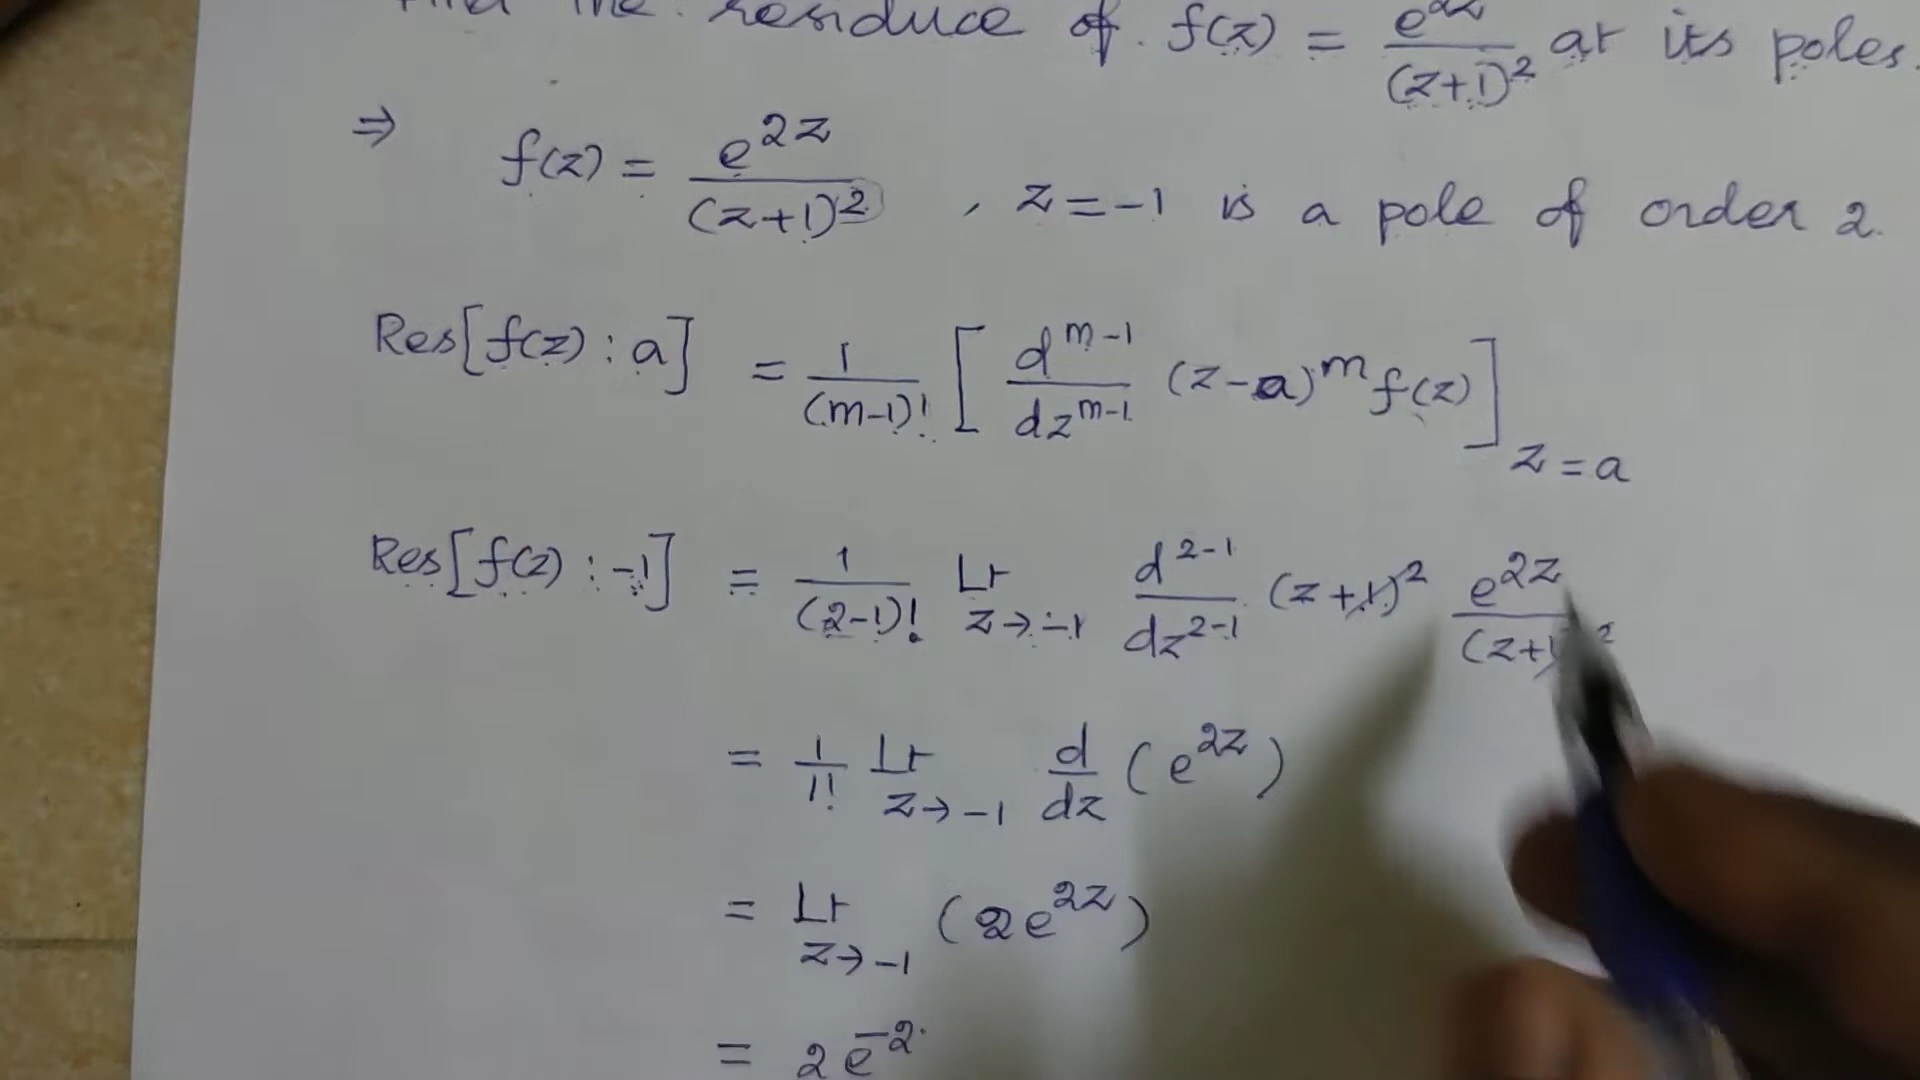 the residuce of f(z) = e^{2z}/(z+1)^2 at its poles.
⇒ f(z) = e^{2z}/(z+1)^2 , z = -1 is a pole of order 2.
Res[f(z) : a] = 1/(m-1)! [ d^{m-1}/dz^{m-1} (z-a)^m f(z) ]_{z=a}
Res[f(z) : -1] = 1/(2-1)! Lt_{z→-1} d^{2-1}/dz^{2-1} (z+1)^2 e^{2z}/(z+1)^2
= 1/1! Lt_{z→-1} d/dz (e^{2z})
= Lt_{z→-1} (2e^{2z})
= 2e^{-2}.